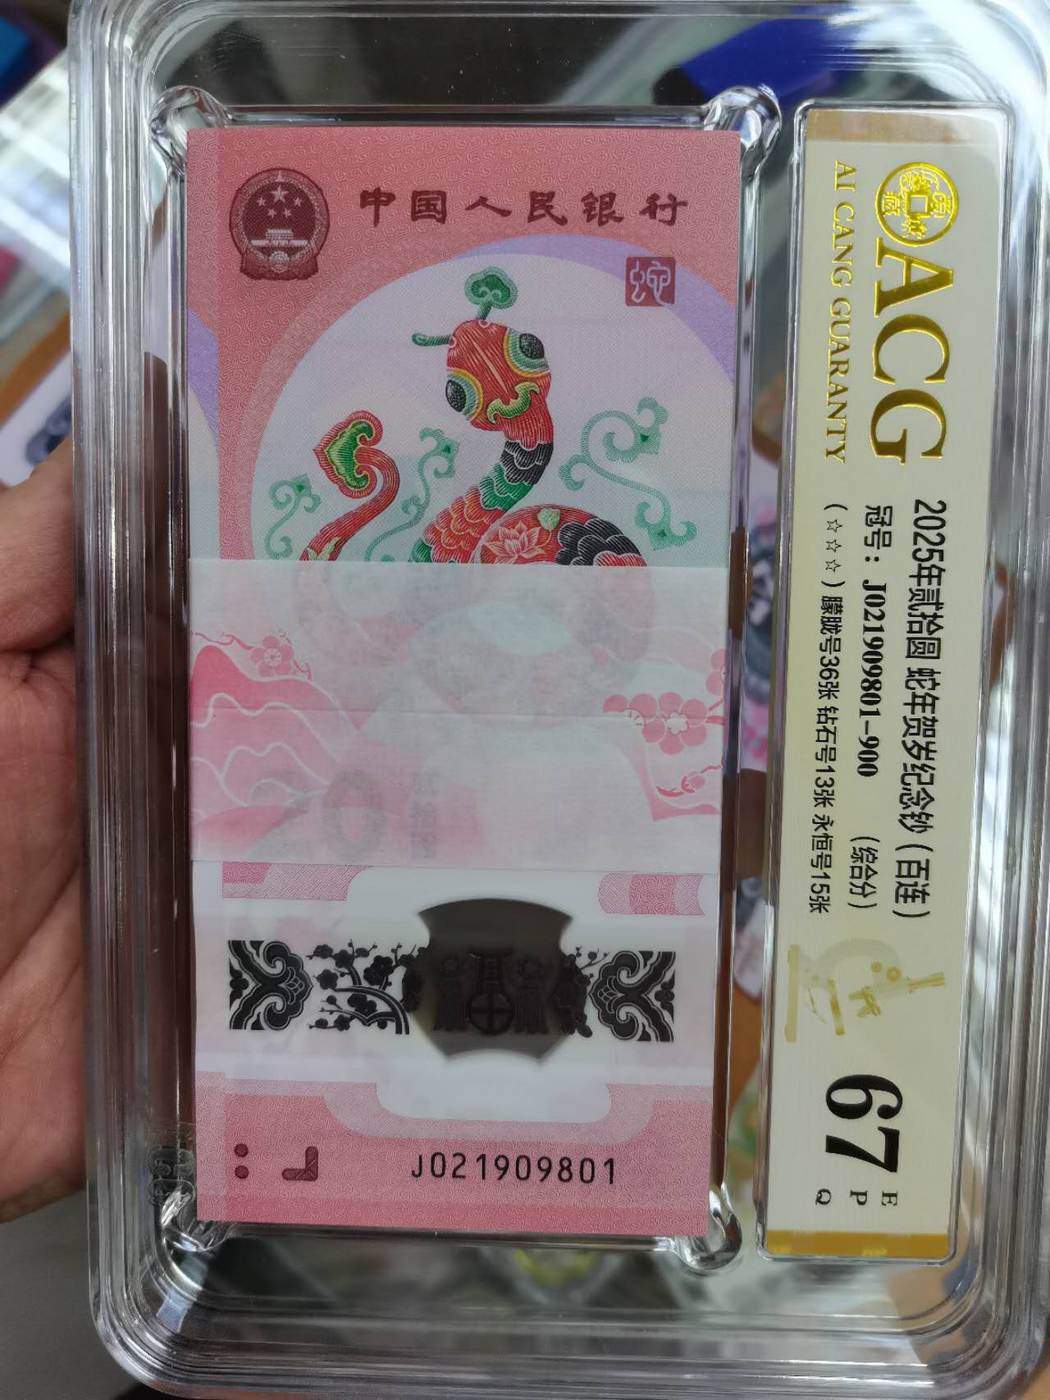 中国人民银行
J021909801
ACG
AI CANG GUARANTY
2025年贰拾圆 蛇年贺岁纪念钞（百连）
冠号：J021909801-900 （综合分）
（☆☆☆）朦胧号36张 钻石号13张 永恒号15张
67
E
P
Q